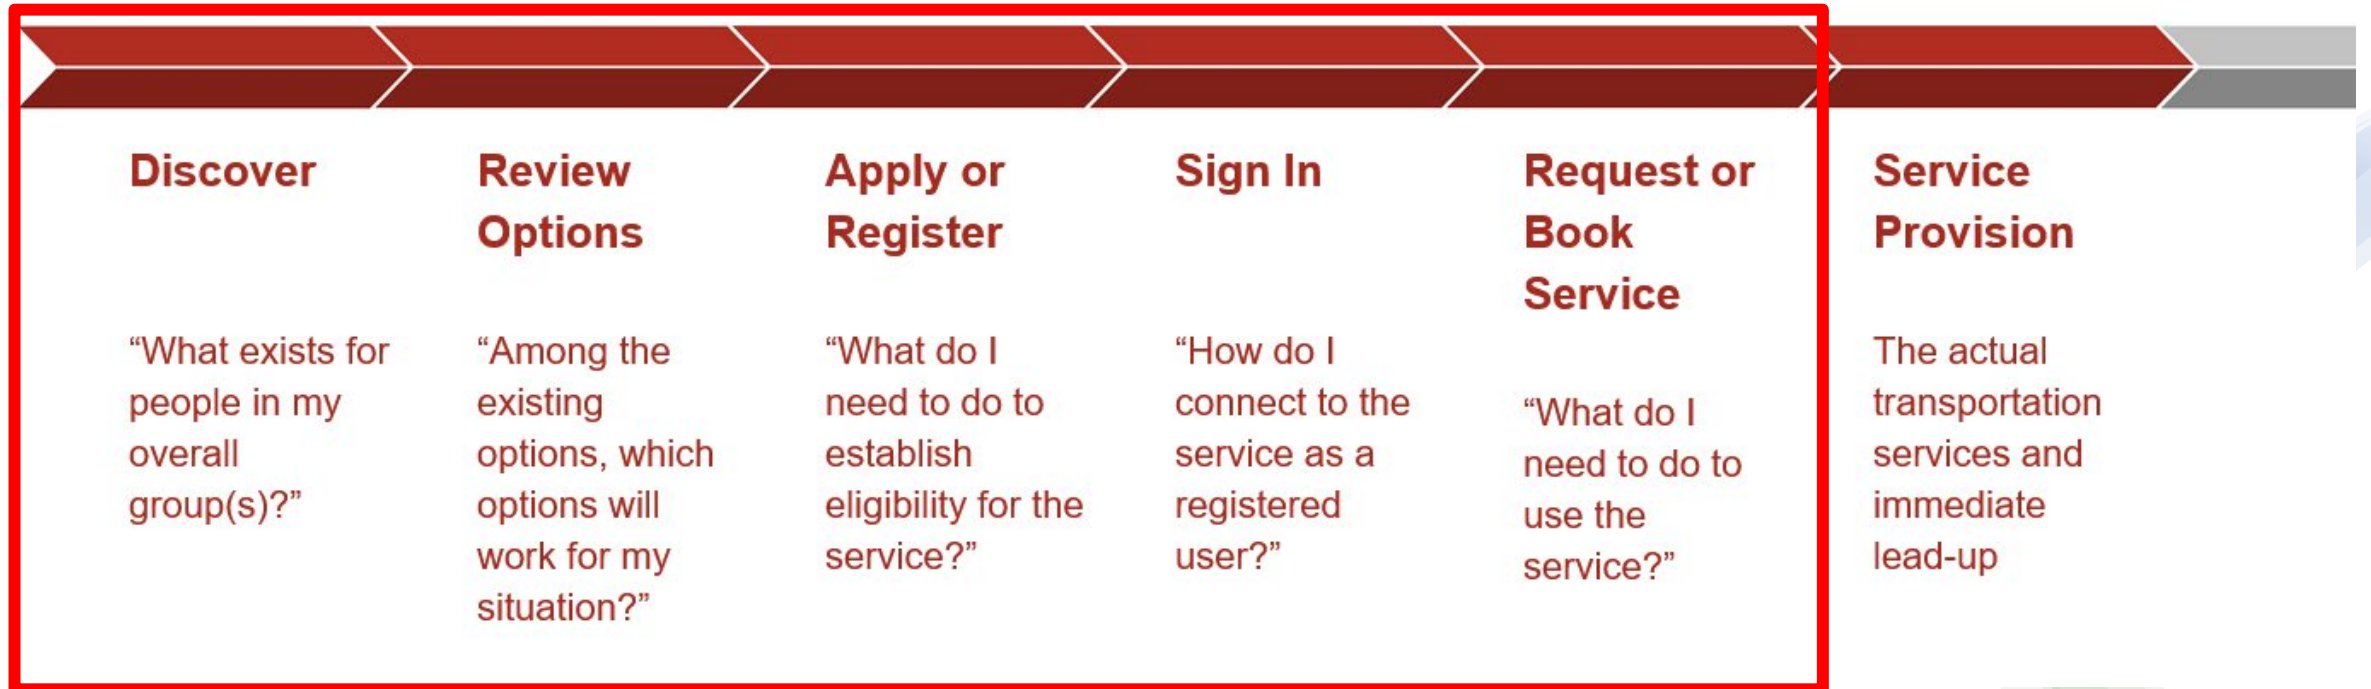 Discover
“What exists for
people in my
overall
group(s)?”
Review
Options
“Among the
existing
options, which
options will
work for my
situation?”
Apply or
Register
“What do I
need to do to
establish
eligibility for the
service?”
Sign In
“How do I
connect to the
service as a
registered
user?”
Request or
Book
Service
“What do I
need to do to
use the
service?”
Service
Provision
The actual
transportation
services and
immediate
lead-up